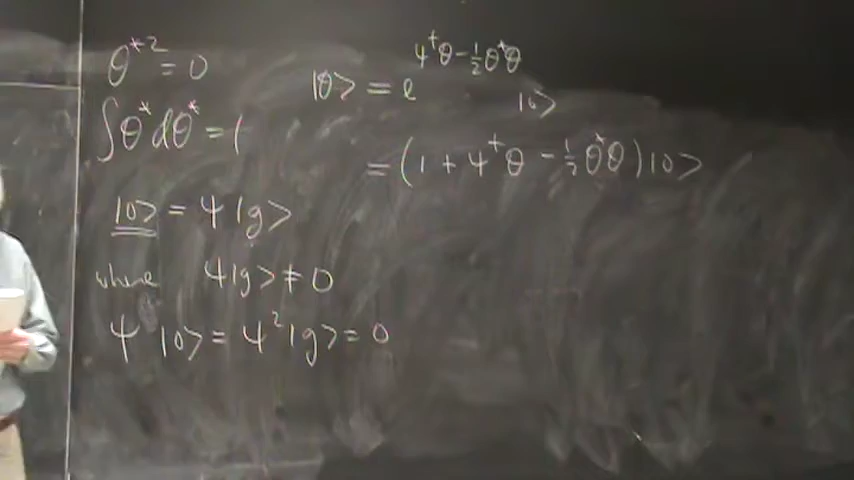 θ*² = 0
∫θ* dθ* = 1
|0> = ψ|g>
where ψ|g> ≠ 0
ψ |0> = ψ²|g> = 0
|θ> = e^{ψ†θ - ½θ*θ} |0>
= (1 + ψ†θ - ½θ*θ)|0>